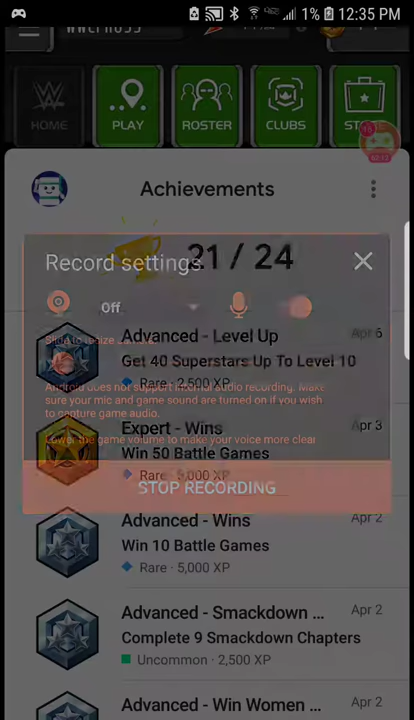 1% 12:35 PM
HOME PLAY ROSTER CLUBS
Achievements
21 / 24
Record settings
Off
Advanced - Level Up Apr 6
Get 40 Superstars Up To Level 10
Rare · 2,500 XP
Android does not support internal audio recording. Make
sure your mic and game sound are turned on if you wish
to capture game audio.
Expert - Wins Apr 3
Lower the game volume to make your voice more clear
Win 50 Battle Games
Rare · 5,000 XP
STOP RECORDING
Advanced - Wins Apr 2
Win 10 Battle Games
Rare · 5,000 XP
Advanced - Smackdown ... Apr 2
Complete 9 Smackdown Chapters
Uncommon · 2,500 XP
Advanced - Win Women ... Apr 2